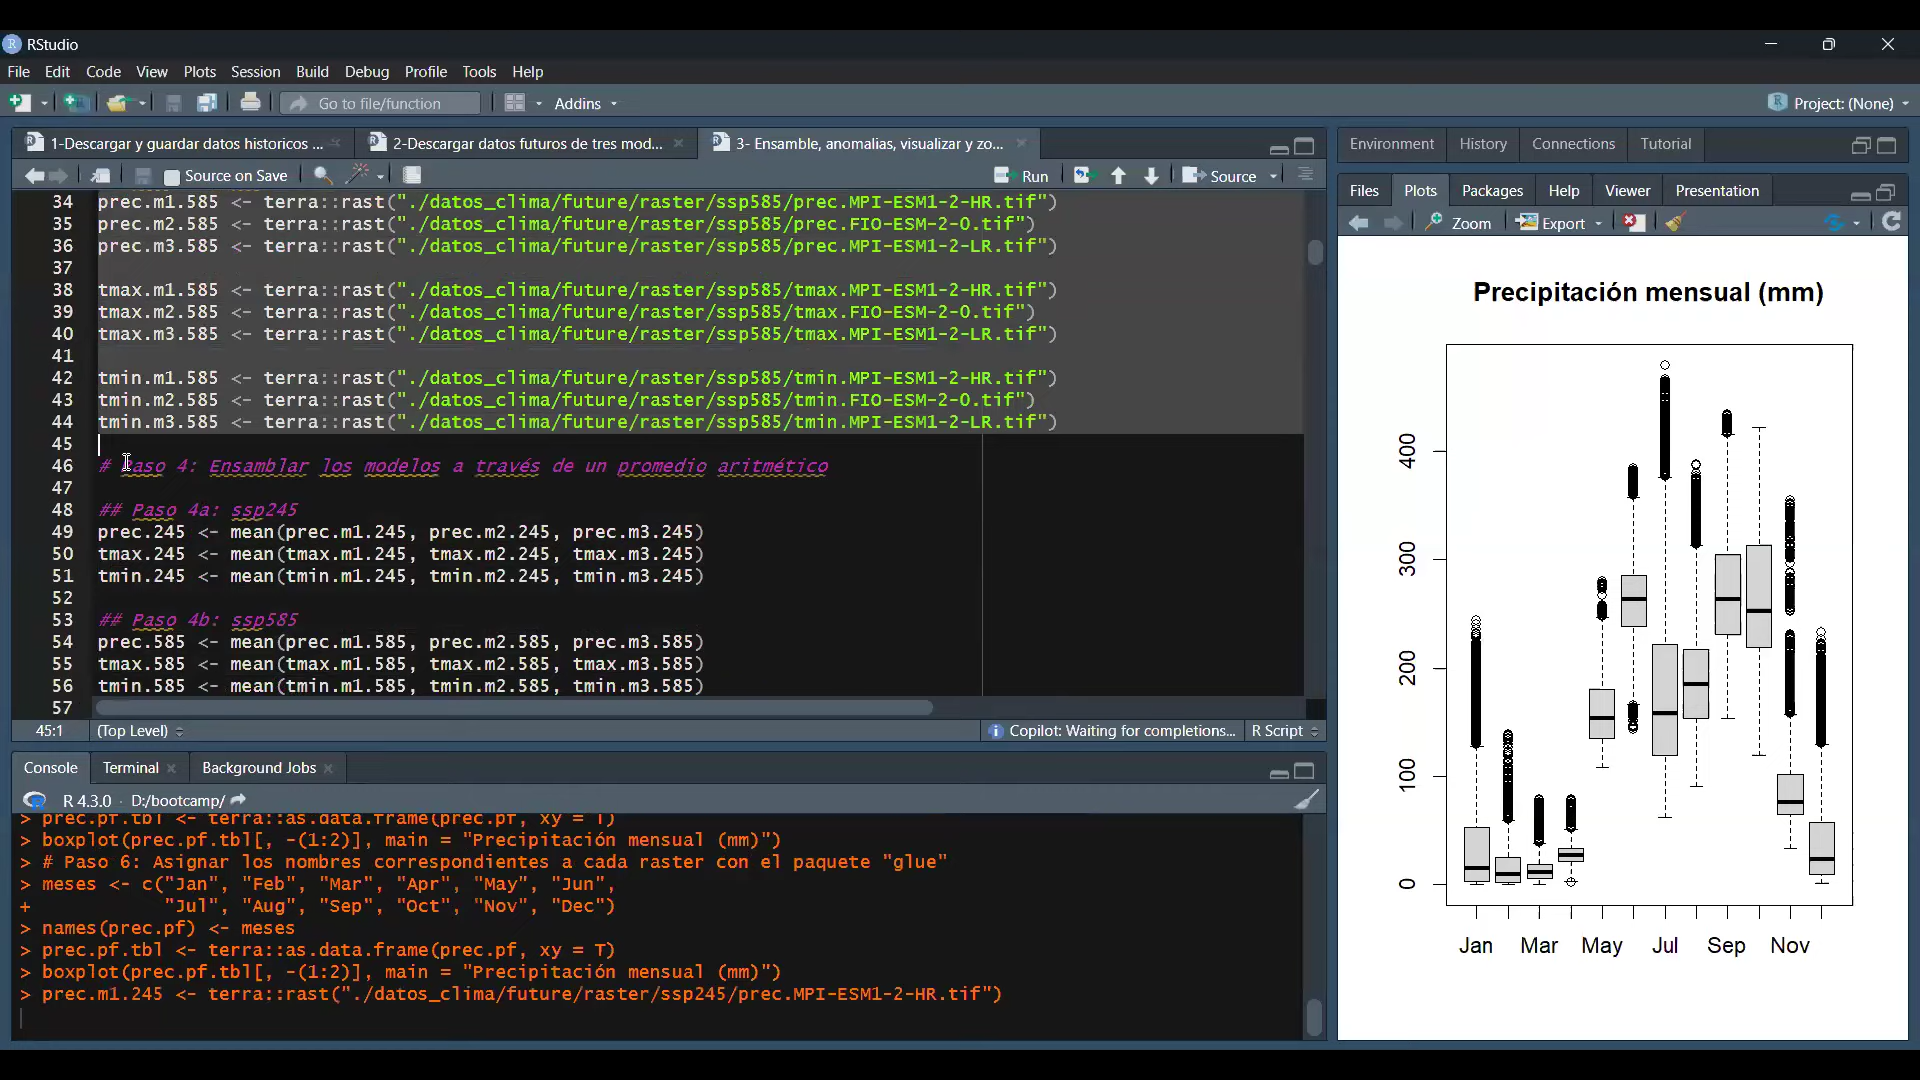 RStudio
File Edit Code View Plots Session Build Debug Profile Tools Help
Go to file/function Addins Project: (None)
1-Descargar y guardar datos historicos ... 2-Descargar datos futuros de tres mod... 3- Ensamble, anomalias, visualizar y zo...
Source on Save Run Source
34 prec.m1.585 <- terra::rast("./datos_clima/future/raster/ssp585/prec.MPI-ESM1-2-HR.tif")
35 prec.m2.585 <- terra::rast("./datos_clima/future/raster/ssp585/prec.FIO-ESM-2-0.tif")
36 prec.m3.585 <- terra::rast("./datos_clima/future/raster/ssp585/prec.MPI-ESM1-2-LR.tif")
37
38 tmax.m1.585 <- terra::rast("./datos_clima/future/raster/ssp585/tmax.MPI-ESM1-2-HR.tif")
39 tmax.m2.585 <- terra::rast("./datos_clima/future/raster/ssp585/tmax.FIO-ESM-2-0.tif")
40 tmax.m3.585 <- terra::rast("./datos_clima/future/raster/ssp585/tmax.MPI-ESM1-2-LR.tif")
41
42 tmin.m1.585 <- terra::rast("./datos_clima/future/raster/ssp585/tmin.MPI-ESM1-2-HR.tif")
43 tmin.m2.585 <- terra::rast("./datos_clima/future/raster/ssp585/tmin.FIO-ESM-2-0.tif")
44 tmin.m3.585 <- terra::rast("./datos_clima/future/raster/ssp585/tmin.MPI-ESM1-2-LR.tif")
45
46 # Paso 4: Ensamblar los modelos a través de un promedio aritmético
47
48 ## Paso 4a: ssp245
49 prec.245 <- mean(prec.m1.245, prec.m2.245, prec.m3.245)
50 tmax.245 <- mean(tmax.m1.245, tmax.m2.245, tmax.m3.245)
51 tmin.245 <- mean(tmin.m1.245, tmin.m2.245, tmin.m3.245)
52
53 ## Paso 4b: ssp585
54 prec.585 <- mean(prec.m1.585, prec.m2.585, prec.m3.585)
55 tmax.585 <- mean(tmax.m1.585, tmax.m2.585, tmax.m3.585)
56 tmin.585 <- mean(tmin.m1.585, tmin.m2.585, tmin.m3.585)
57
45:1 (Top Level) Copilot: Waiting for completions... R Script
Console Terminal Background Jobs
R 4.3.0 · D:/bootcamp/
> prec.pf.tbl <- terra::as.data.frame(prec.pf, xy = T)
> boxplot(prec.pf.tbl[, -(1:2)], main = "Precipitación mensual (mm)")
> # Paso 6: Asignar los nombres correspondientes a cada raster con el paquete "glue"
> meses <- c("Jan", "Feb", "Mar", "Apr", "May", "Jun",
+ "Jul", "Aug", "Sep", "Oct", "Nov", "Dec")
> names(prec.pf) <- meses
> prec.pf.tbl <- terra::as.data.frame(prec.pf, xy = T)
> boxplot(prec.pf.tbl[, -(1:2)], main = "Precipitación mensual (mm)")
> prec.m1.245 <- terra::rast("./datos_clima/future/raster/ssp245/prec.MPI-ESM1-2-HR.tif")
Environment History Connections Tutorial
Files Plots Packages Help Viewer Presentation
Zoom Export
Precipitación mensual (mm)
400
300
200
100
0
Jan Mar May Jul Sep Nov